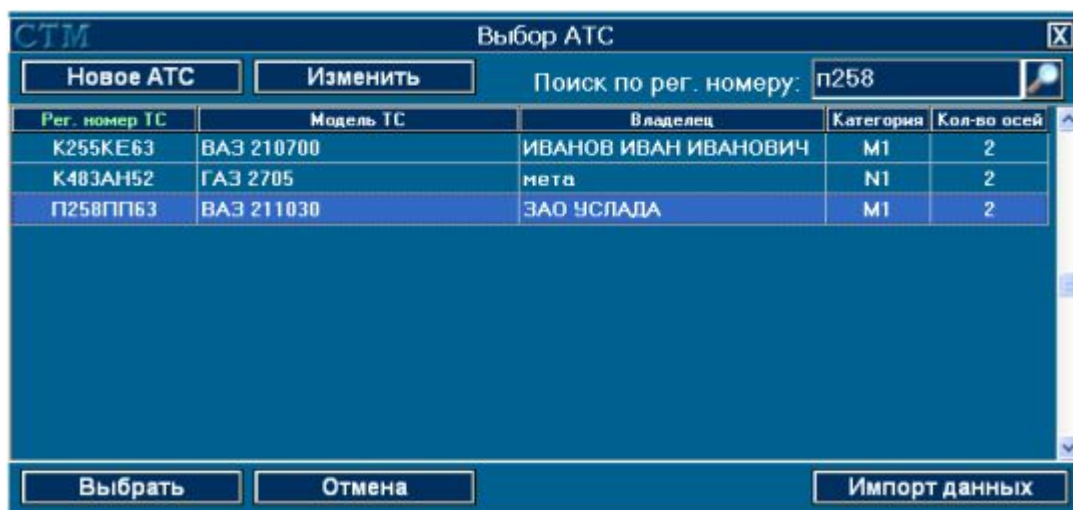 СТМ Выбор АТС X
Новое АТС Изменить Поиск по рег. номеру: п258
Рег. номер ТС Модель ТС Владелец Категория Кол-во осей
К255КЕ63 ВАЗ 210700 ИВАНОВ ИВАН ИВАНОВИЧ М1 2
К483АН52 ГАЗ 2705 мета N1 2
П258ПП63 ВАЗ 211030 ЗАО УСЛАДА М1 2
Выбрать Отмена Импорт данных